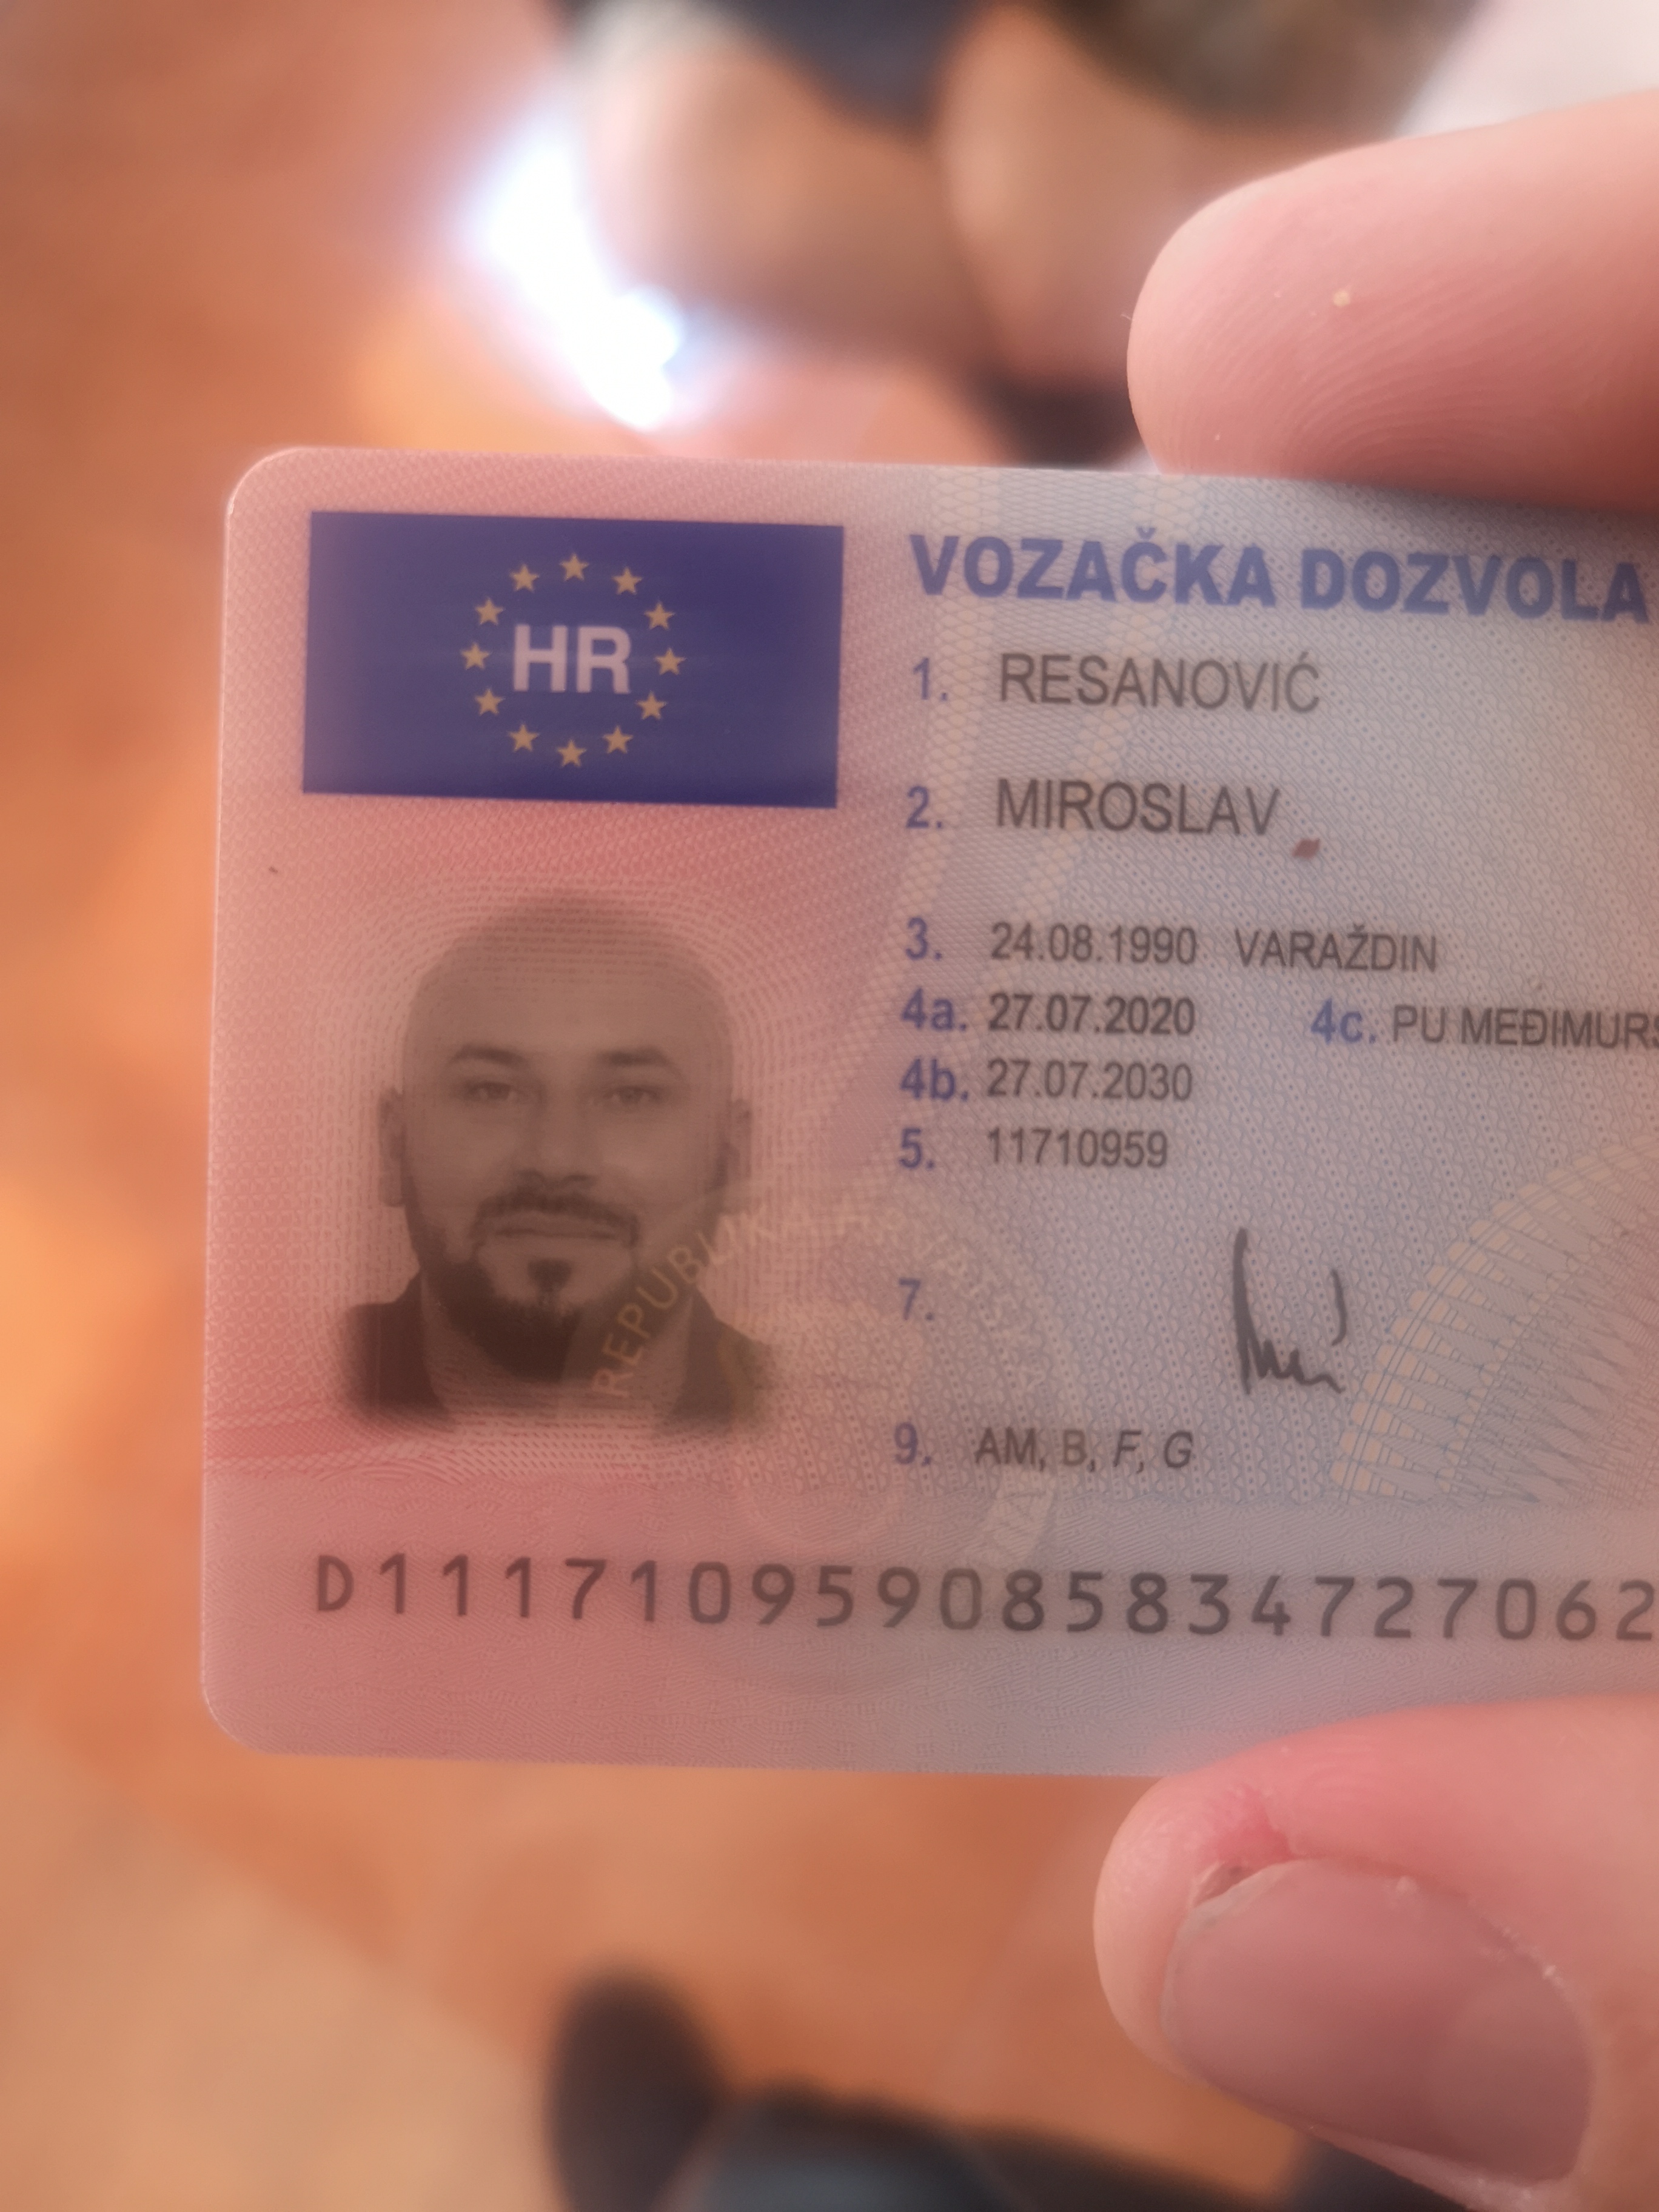 HR
VOZAČKA DOZVOLA
1. RESANOVIĆ
2. MIROSLAV
3. 24.08.1990 VARAŽDIN
4a. 27.07.2020 4c. PU MEĐIMURS
4b. 27.07.2030
5. 11710959
7.
9. AM, B, F, G
REPUBLIKA HRVATSKA
D111710959085834727062